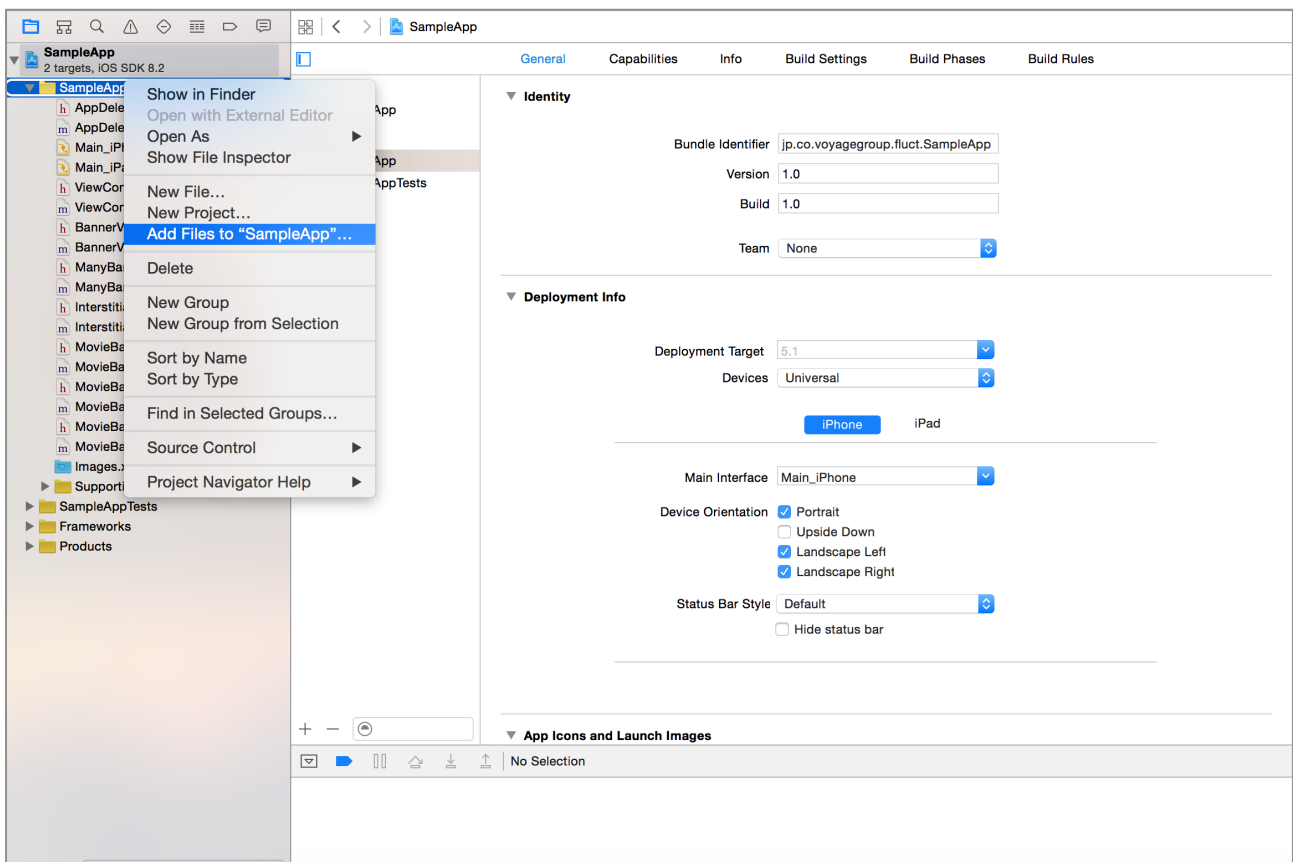 SampleApp
SampleApp
2 targets, iOS SDK 8.2
General Capabilities Info Build Settings Build Phases Build Rules
SampleApp
AppDele
AppDele
Main_iPh
Main_iPa
ViewCor
ViewCor
BannerV
BannerV
ManyBa
ManyBa
Interstitia
Interstitia
MovieBa
MovieBa
MovieBa
MovieBa
MovieBa
MovieBa
Images.x
Supporti
SampleAppTests
Frameworks
Products
Show in Finder
Open with External Editor
Open As
Show File Inspector
New File...
New Project...
Add Files to “SampleApp”...
Delete
New Group
New Group from Selection
Sort by Name
Sort by Type
Find in Selected Groups...
Source Control
Project Navigator Help
App
App
AppTests
Identity
Bundle Identifier jp.co.voyagegroup.fluct.SampleApp
Version 1.0
Build 1.0
Team None
Deployment Info
Deployment Target 5.1
Devices Universal
iPhone iPad
Main Interface Main_iPhone
Device Orientation Portrait
Upside Down
Landscape Left
Landscape Right
Status Bar Style Default
Hide status bar
App Icons and Launch Images
No Selection